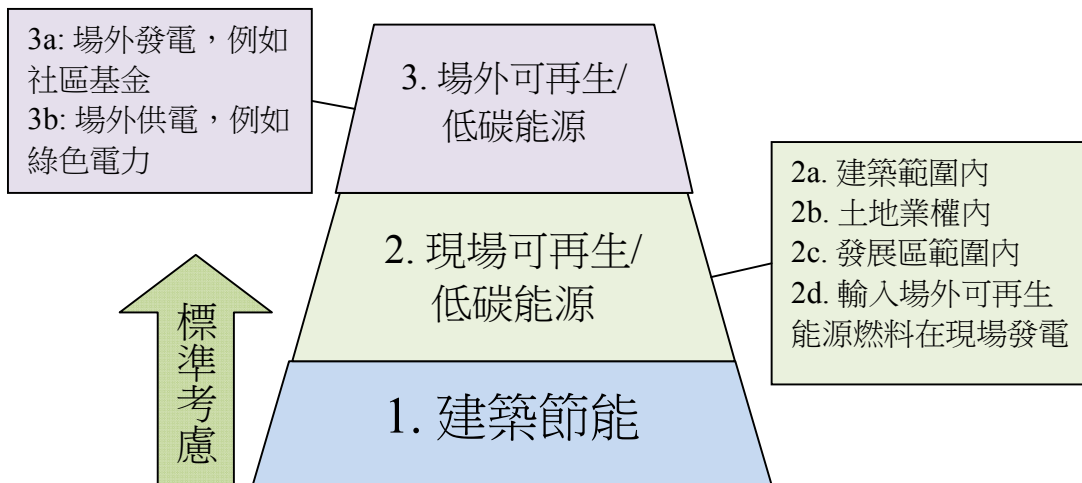 3a: 場外發電，例如
社區基金
3b: 場外供電，例如
綠色電力
3. 場外可再生/
低碳能源
2a. 建築範圍內
2b. 土地業權內
2c. 發展區範圍內
2d. 輸入場外可再生
能源燃料在現場發電
2. 現場可再生/
低碳能源
標準考慮
1. 建築節能